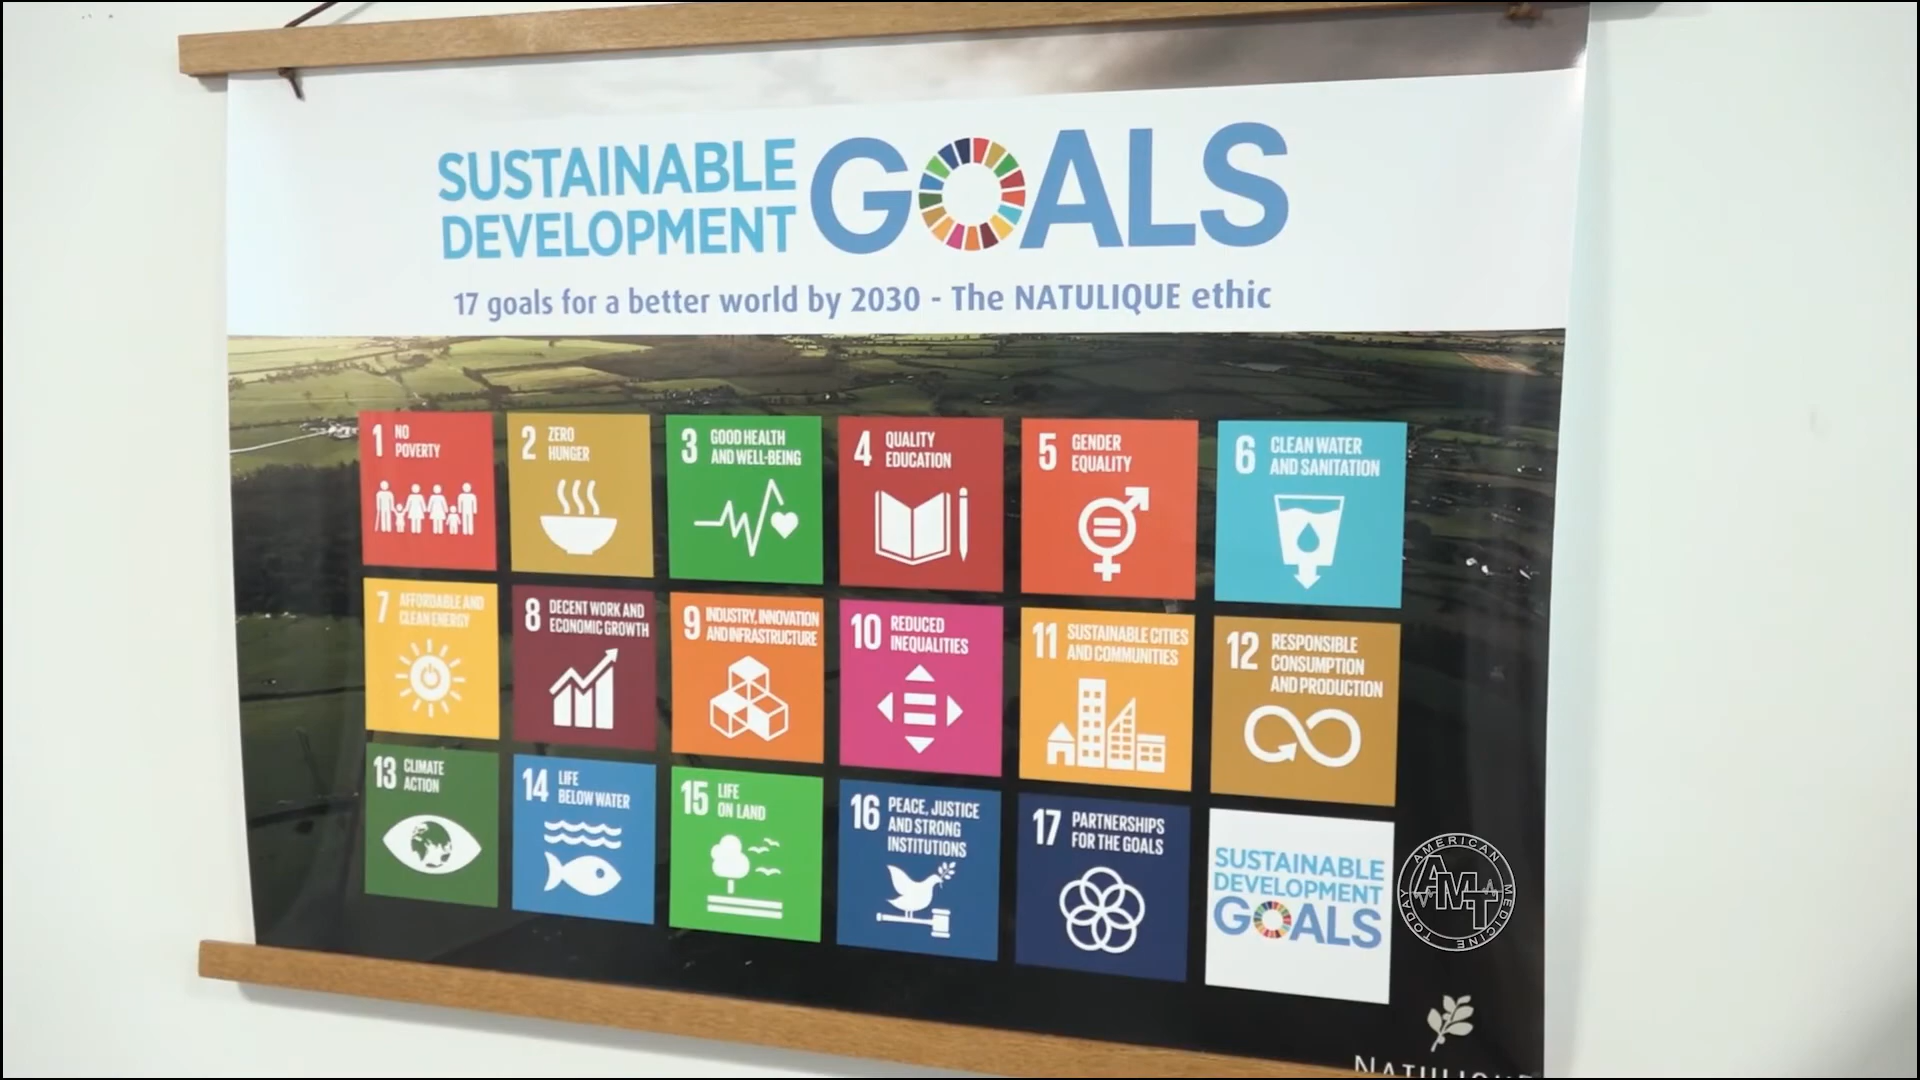 SUSTAINABLE
DEVELOPMENT
GOALS
17 goals for a better world by 2030 - The NATULIQUE ethic
1 NO
POVERTY
2 ZERO
HUNGER
3 GOOD HEALTH
AND WELL-BEING
4 QUALITY
EDUCATION
5 GENDER
EQUALITY
6 CLEAN WATER
AND SANITATION
7 AFFORDABLE AND
CLEAN ENERGY
8 DECENT WORK AND
ECONOMIC GROWTH
9 INDUSTRY, INNOVATION
AND INFRASTRUCTURE
10 REDUCED
INEQUALITIES
11 SUSTAINABLE CITIES
AND COMMUNITIES
12 RESPONSIBLE
CONSUMPTION
AND PRODUCTION
13 CLIMATE
ACTION
14 LIFE
BELOW WATER
15 LIFE
ON LAND
16 PEACE, JUSTICE
AND STRONG
INSTITUTIONS
17 PARTNERSHIPS
FOR THE GOALS
SUSTAINABLE
DEVELOPMENT
GOALS
AMERICAN
AMT
MEDICINE TODAY
NATULIQUE